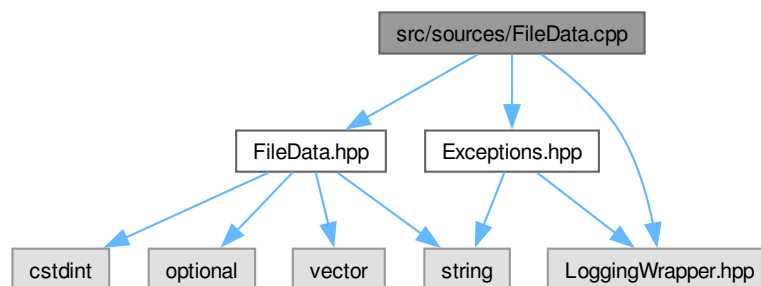 src/sources/FileData.cpp
FileData.hpp
Exceptions.hpp
cstdint
optional
vector
string
LoggingWrapper.hpp